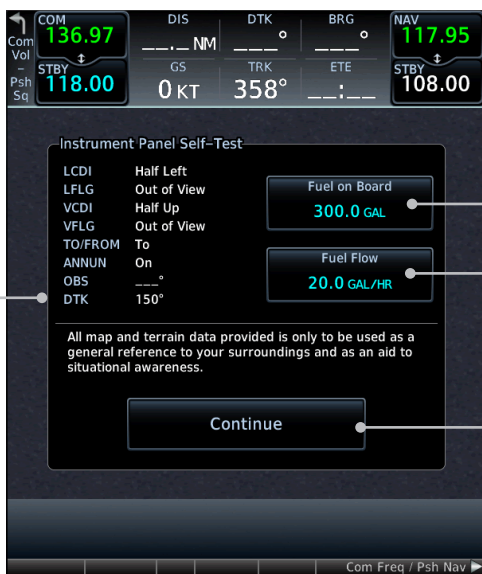 COM DIS DTK BRG NAV
136.97 __._ NM ___° ___° 117.95
Com
Vol
–
Psh
Sq
STBY GS TRK ETE STBY
118.00 0 KT 358° __:__ 108.00
Instrument Panel Self-Test
LCDI Half Left
LFLG Out of View
VCDI Half Up
VFLG Out of View
TO/FROM To
ANNUN On
OBS ___°
DTK 150°
Fuel on Board
300.0 GAL
Fuel Flow
20.0 GAL/HR
All map and terrain data provided is only to be used as a
general reference to your surroundings and as an aid to
situational awareness.
Continue
Com Freq / Psh Nav